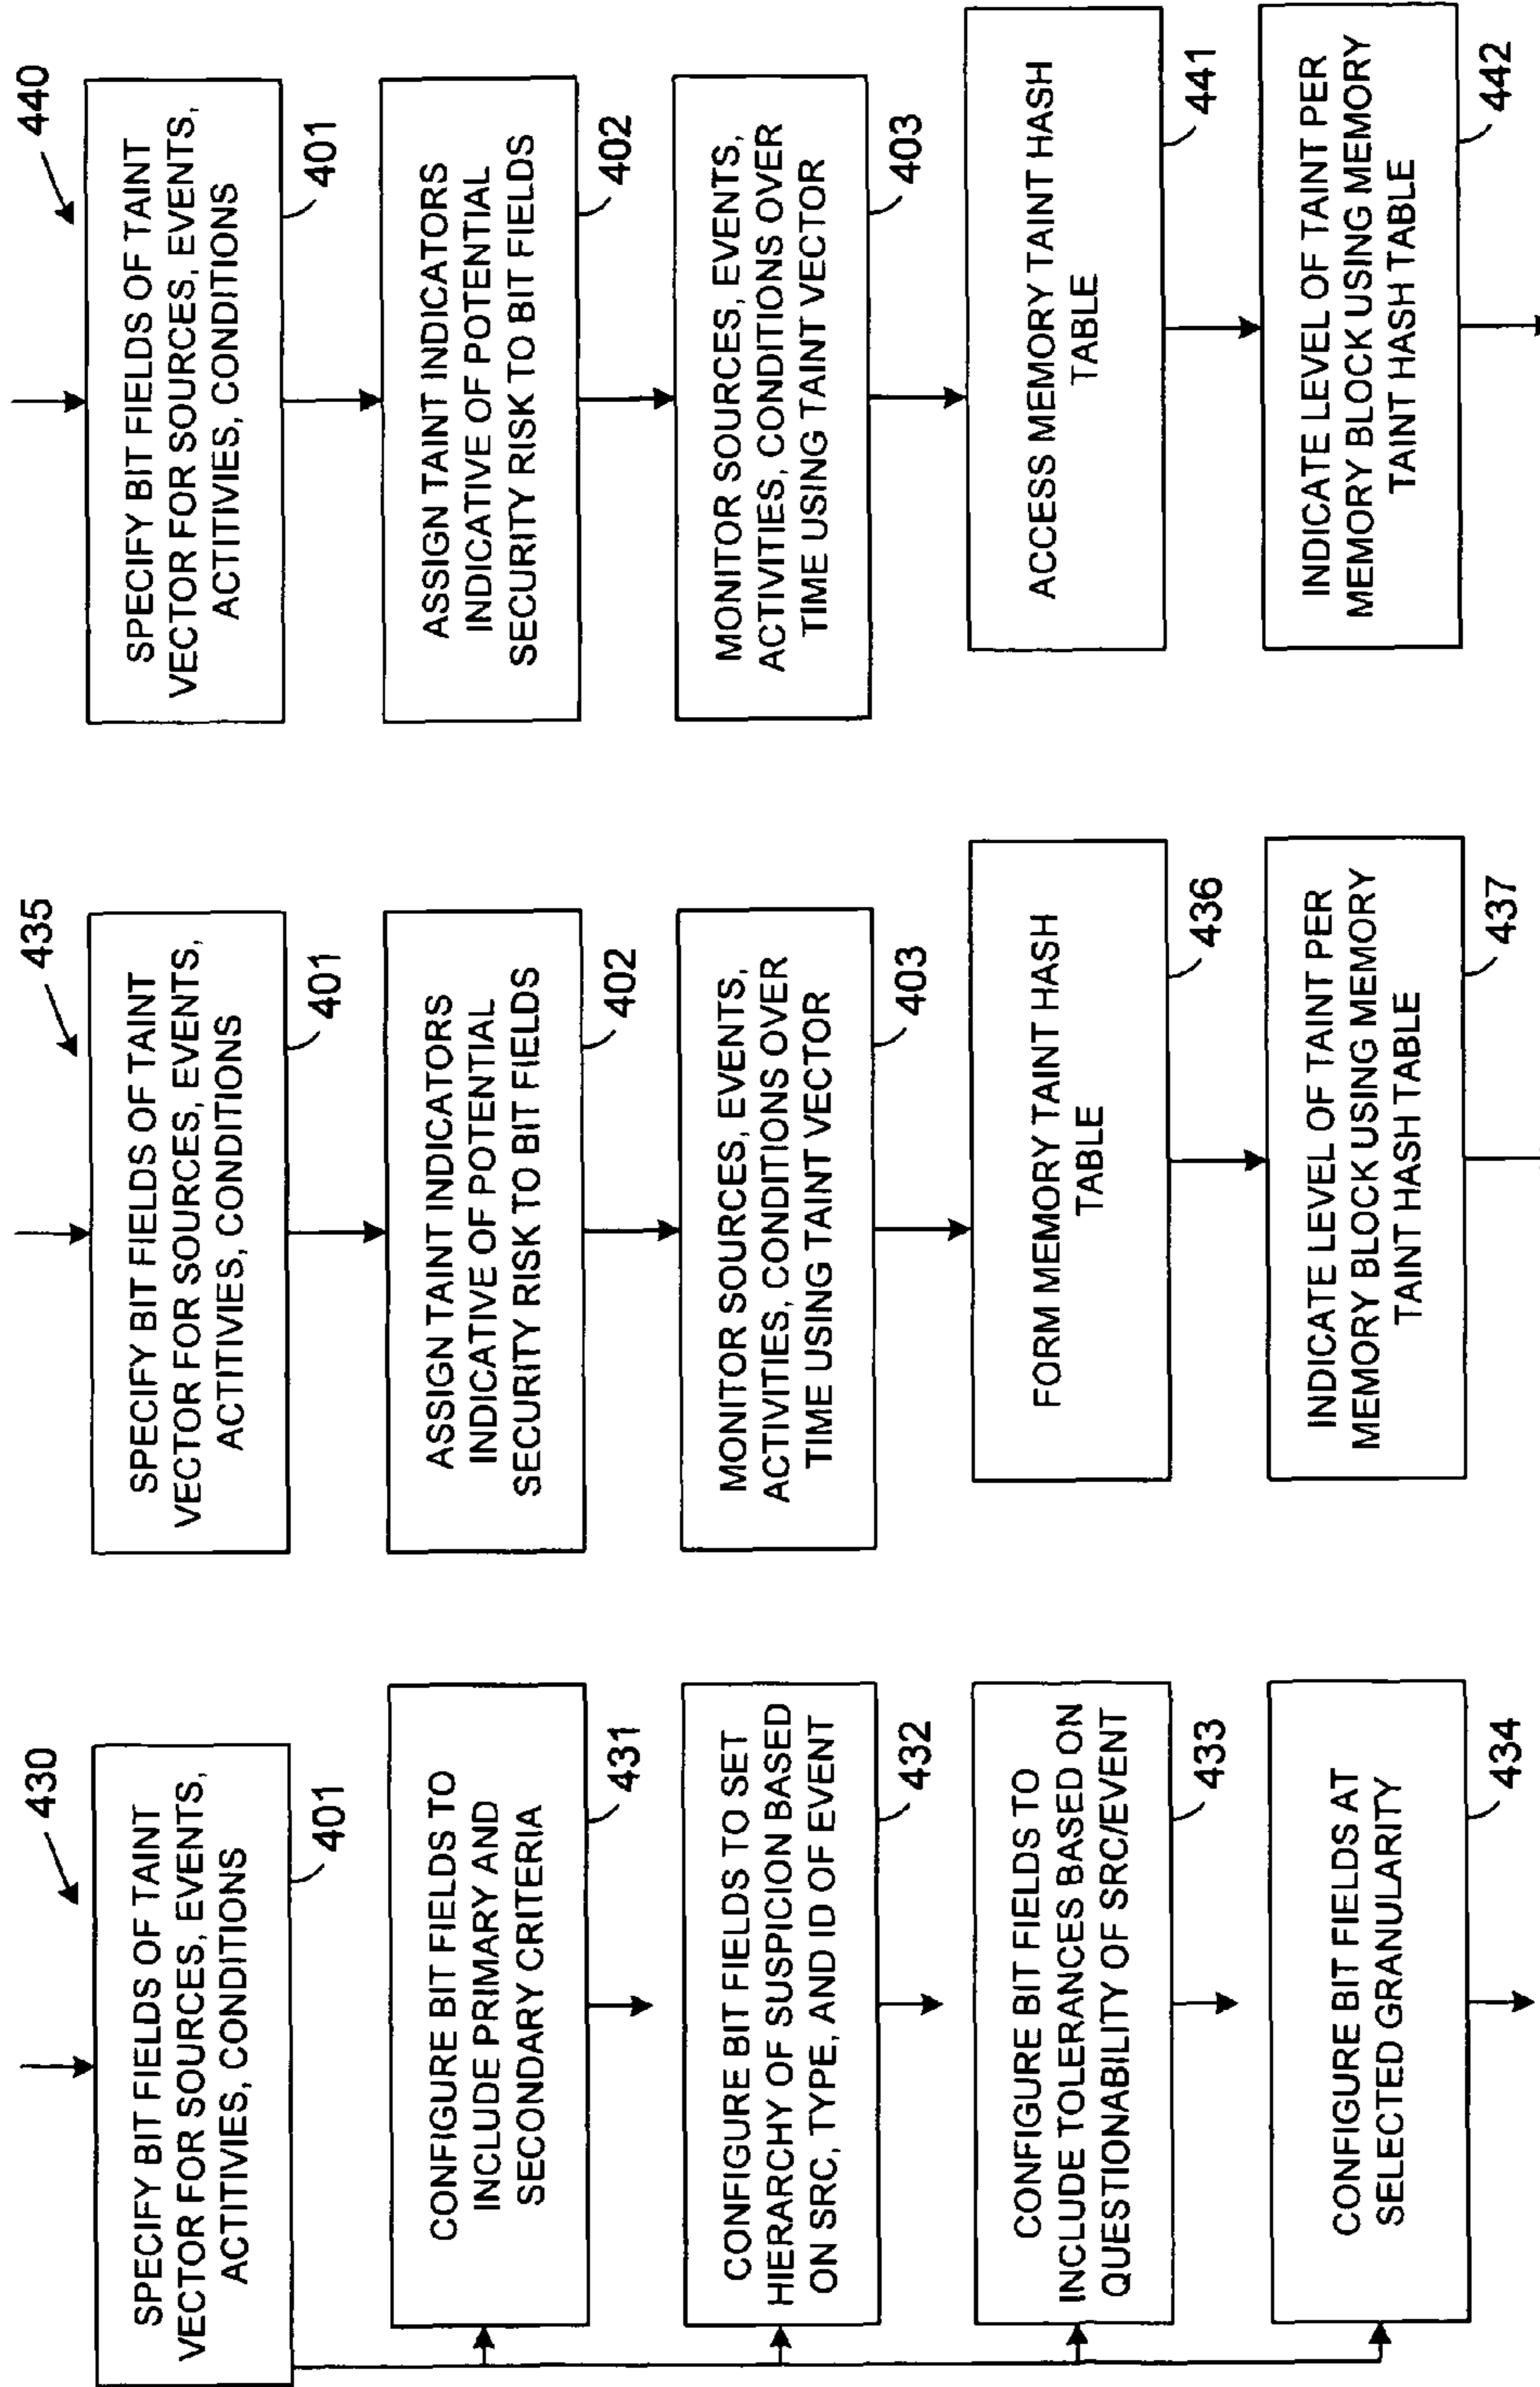 430
SPECIFY BIT FIELDS OF TAINT
VECTOR FOR SOURCES, EVENTS,
ACTITIVIES, CONDITIONS
401
CONFIGURE BIT FIELDS TO
INCLUDE PRIMARY AND
SECONDARY CRITERIA
431
CONFIGURE BIT FIELDS TO SET
HIERARCHY OF SUSPICION BASED
ON SRC, TYPE, AND ID OF EVENT
432
CONFIGURE BIT FIELDS TO
INCLUDE TOLERANCES BASED ON
QUESTIONABILITY OF SRC/EVENT
433
CONFIGURE BIT FIELDS AT
SELECTED GRANULARITY
434
435
SPECIFY BIT FIELDS OF TAINT
VECTOR FOR SOURCES, EVENTS,
ACTITIVIES, CONDITIONS
401
ASSIGN TAINT INDICATORS
INDICATIVE OF POTENTIAL
SECURITY RISK TO BIT FIELDS
402
MONITOR SOURCES, EVENTS,
ACTIVITIES, CONDITIONS OVER
TIME USING TAINT VECTOR
403
FORM MEMORY TAINT HASH
TABLE
436
INDICATE LEVEL OF TAINT PER
MEMORY BLOCK USING MEMORY
TAINT HASH TABLE
437
440
SPECIFY BIT FIELDS OF TAINT
VECTOR FOR SOURCES, EVENTS,
ACTITIVIES, CONDITIONS
401
ASSIGN TAINT INDICATORS
INDICATIVE OF POTENTIAL
SECURITY RISK TO BIT FIELDS
402
MONITOR SOURCES, EVENTS,
ACTIVITIES, CONDITIONS OVER
TIME USING TAINT VECTOR
403
ACCESS MEMORY TAINT HASH
TABLE
441
INDICATE LEVEL OF TAINT PER
MEMORY BLOCK USING MEMORY
TAINT HASH TABLE
442